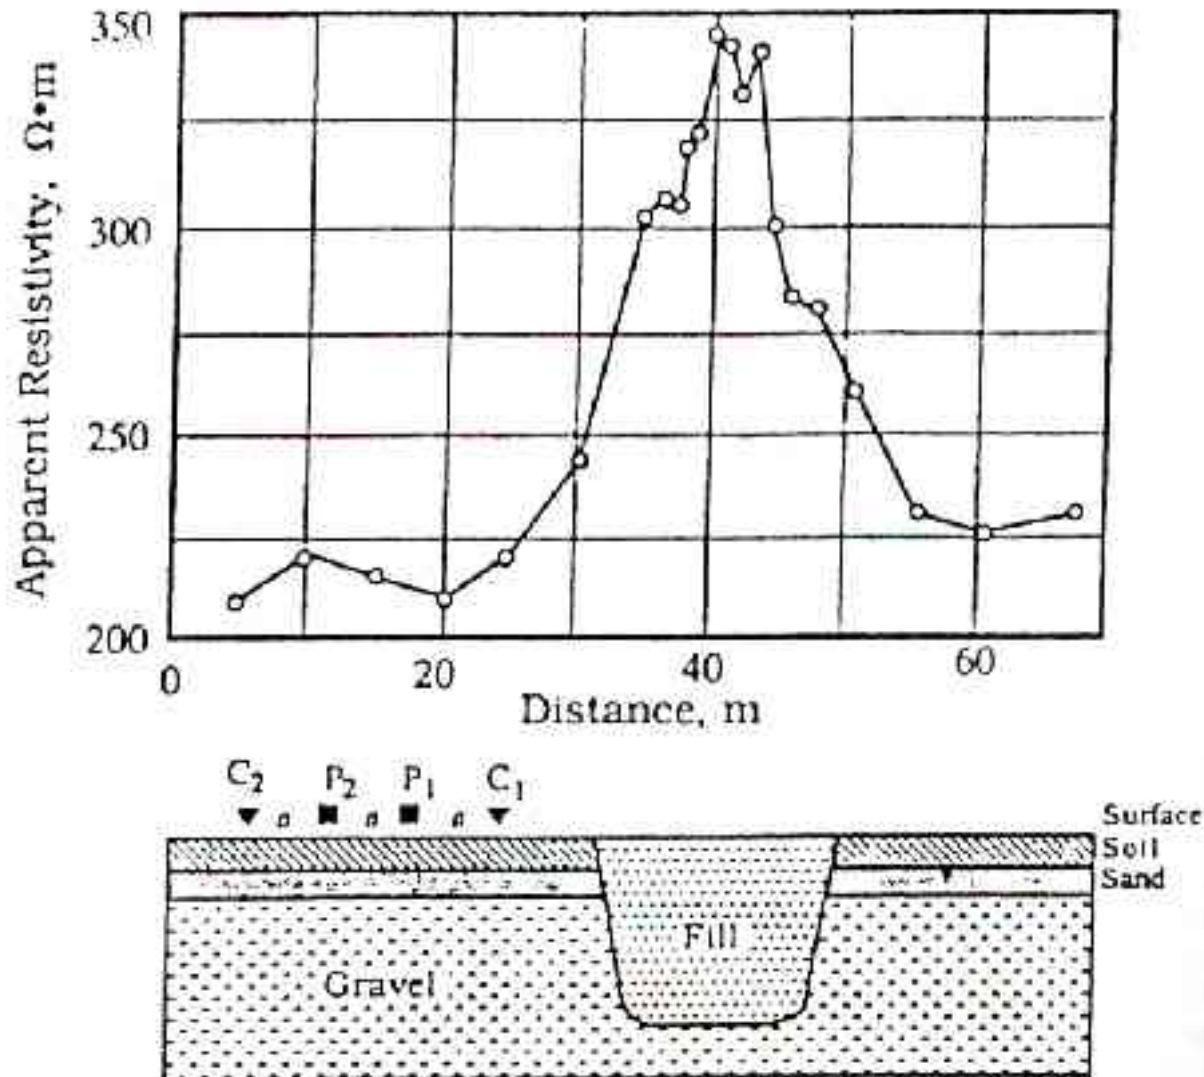 Apparent Resistivity, Ω•m
350
300
250
200
0 20 40 60
Distance, m
C2 P2 P1 C1
a a a
Surface
Soil
Sand
Fill
Gravel